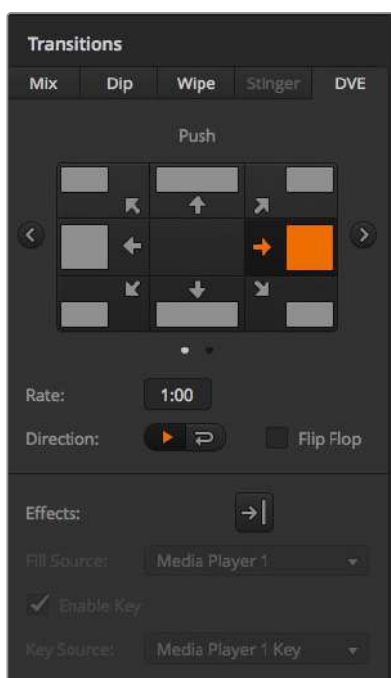 Transitions
Mix Dip Wipe Stinger DVE
Push
Rate: 1:00
Direction: Flip Flop
Effects:
Fill Source: Media Player 1
Enable Key
Key Source: Media Player 1 Key